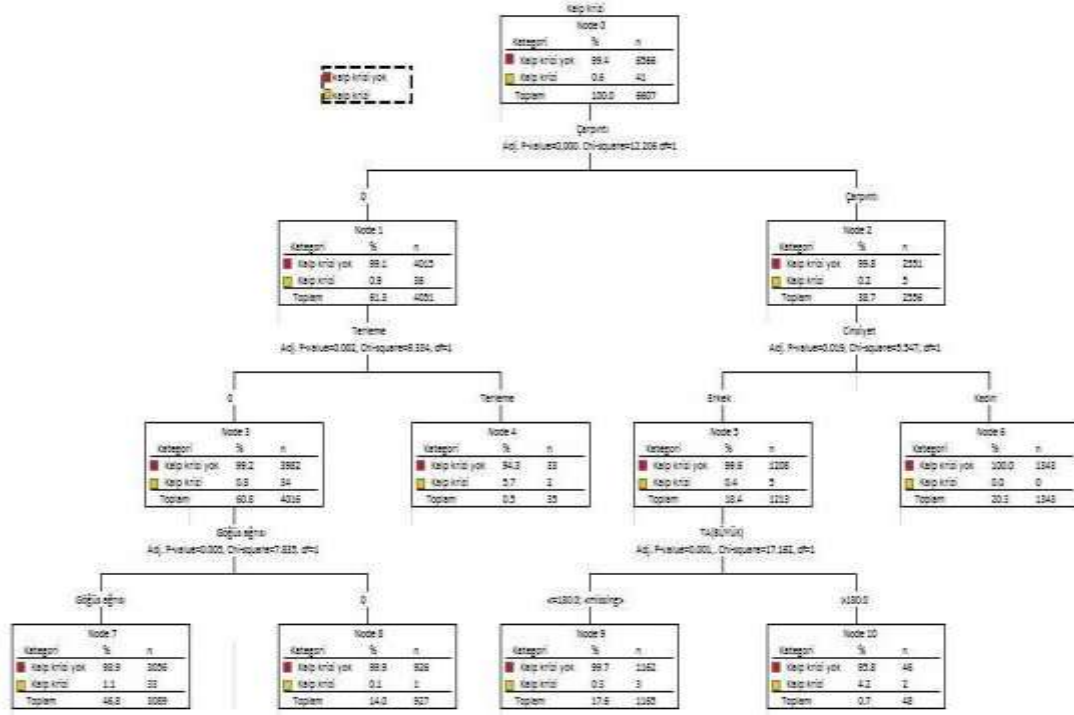 Kalp krizi
Node 0
Kategori % n
Kalp krizi yok 99.4 6566
Kalp krizi 0.6 41
Toplam 100.0 6607
Kalp krizi yok
Kalp krizi
Çarpıntı
Adj. P-value=0.000, Chi-square=12.206 df=1
0
Çarpıntı
Node 1
Kategori % n
Kalp krizi yok 99.1 4015
Kalp krizi 0.9 36
Toplam 61.3 4051
Node 2
Kategori % n
Kalp krizi yok 99.8 2551
Kalp krizi 0.2 5
Toplam 38.7 2556
Terleme
Adj. P-value=0.002, Chi-square=9.334, df=1
Cinsiyet
Adj. P-value=0.019, Chi-square=5.547, df=1
0
Terleme
Erkek
Kadın
Node 3
Kategori % n
Kalp krizi yok 99.2 3982
Kalp krizi 0.8 34
Toplam 60.8 4016
Node 4
Kategori % n
Kalp krizi yok 94.3 33
Kalp krizi 5.7 2
Toplam 0.5 35
Node 5
Kategori % n
Kalp krizi yok 99.6 1208
Kalp krizi 0.4 5
Toplam 18.4 1213
Node 6
Kategori % n
Kalp krizi yok 100.0 1343
Kalp krizi 0.0 0
Toplam 20.3 1343
Göğüs ağrısı
Adj. P-value=0.005, Chi-square=7.835, df=1
TA(BÜYÜK)
Adj. P-value=0.001, Chi-square=17.162, df=1
Göğüs ağrısı
0
<=180.0; <missing>
>180.0
Node 7
Kategori % n
Kalp krizi yok 98.9 3056
Kalp krizi 1.1 33
Toplam 46.8 3089
Node 8
Kategori % n
Kalp krizi yok 99.9 926
Kalp krizi 0.1 1
Toplam 14.0 927
Node 9
Kategori % n
Kalp krizi yok 99.7 1162
Kalp krizi 0.3 3
Toplam 17.6 1165
Node 10
Kategori % n
Kalp krizi yok 95.8 46
Kalp krizi 4.2 2
Toplam 0.7 48